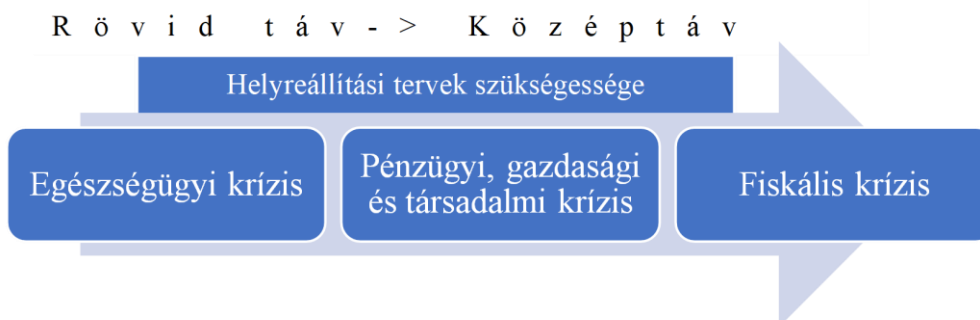 Rövid táv-> Középtáv
Helyreállítási tervek szükségessége
Egészségügyi krízis
Pénzügyi, gazdasági
és társadalmi krízis
Fiskális krízis